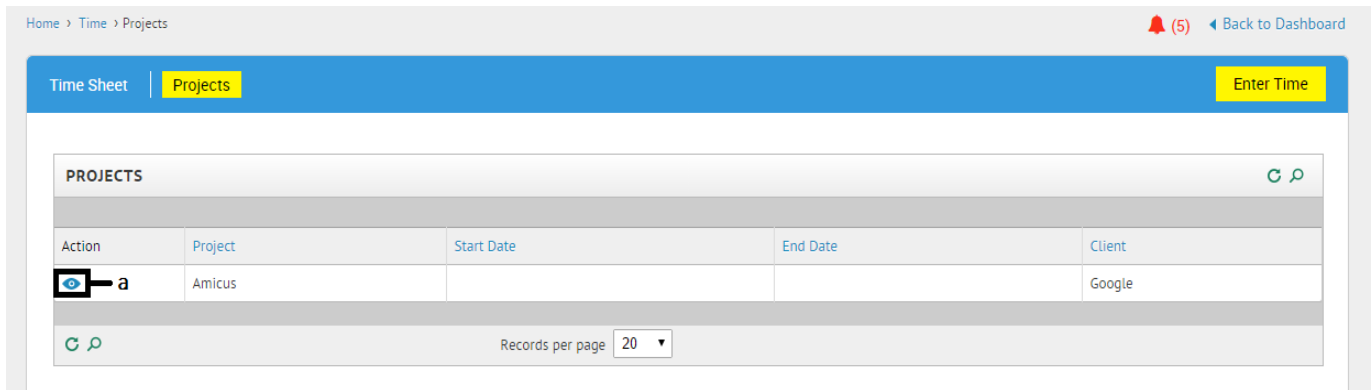 Home > Time > Projects (5) Back to Dashboard
Time Sheet Projects Enter Time
PROJECTS
Action Project Start Date End Date Client
a Amicus Google
Records per page 20